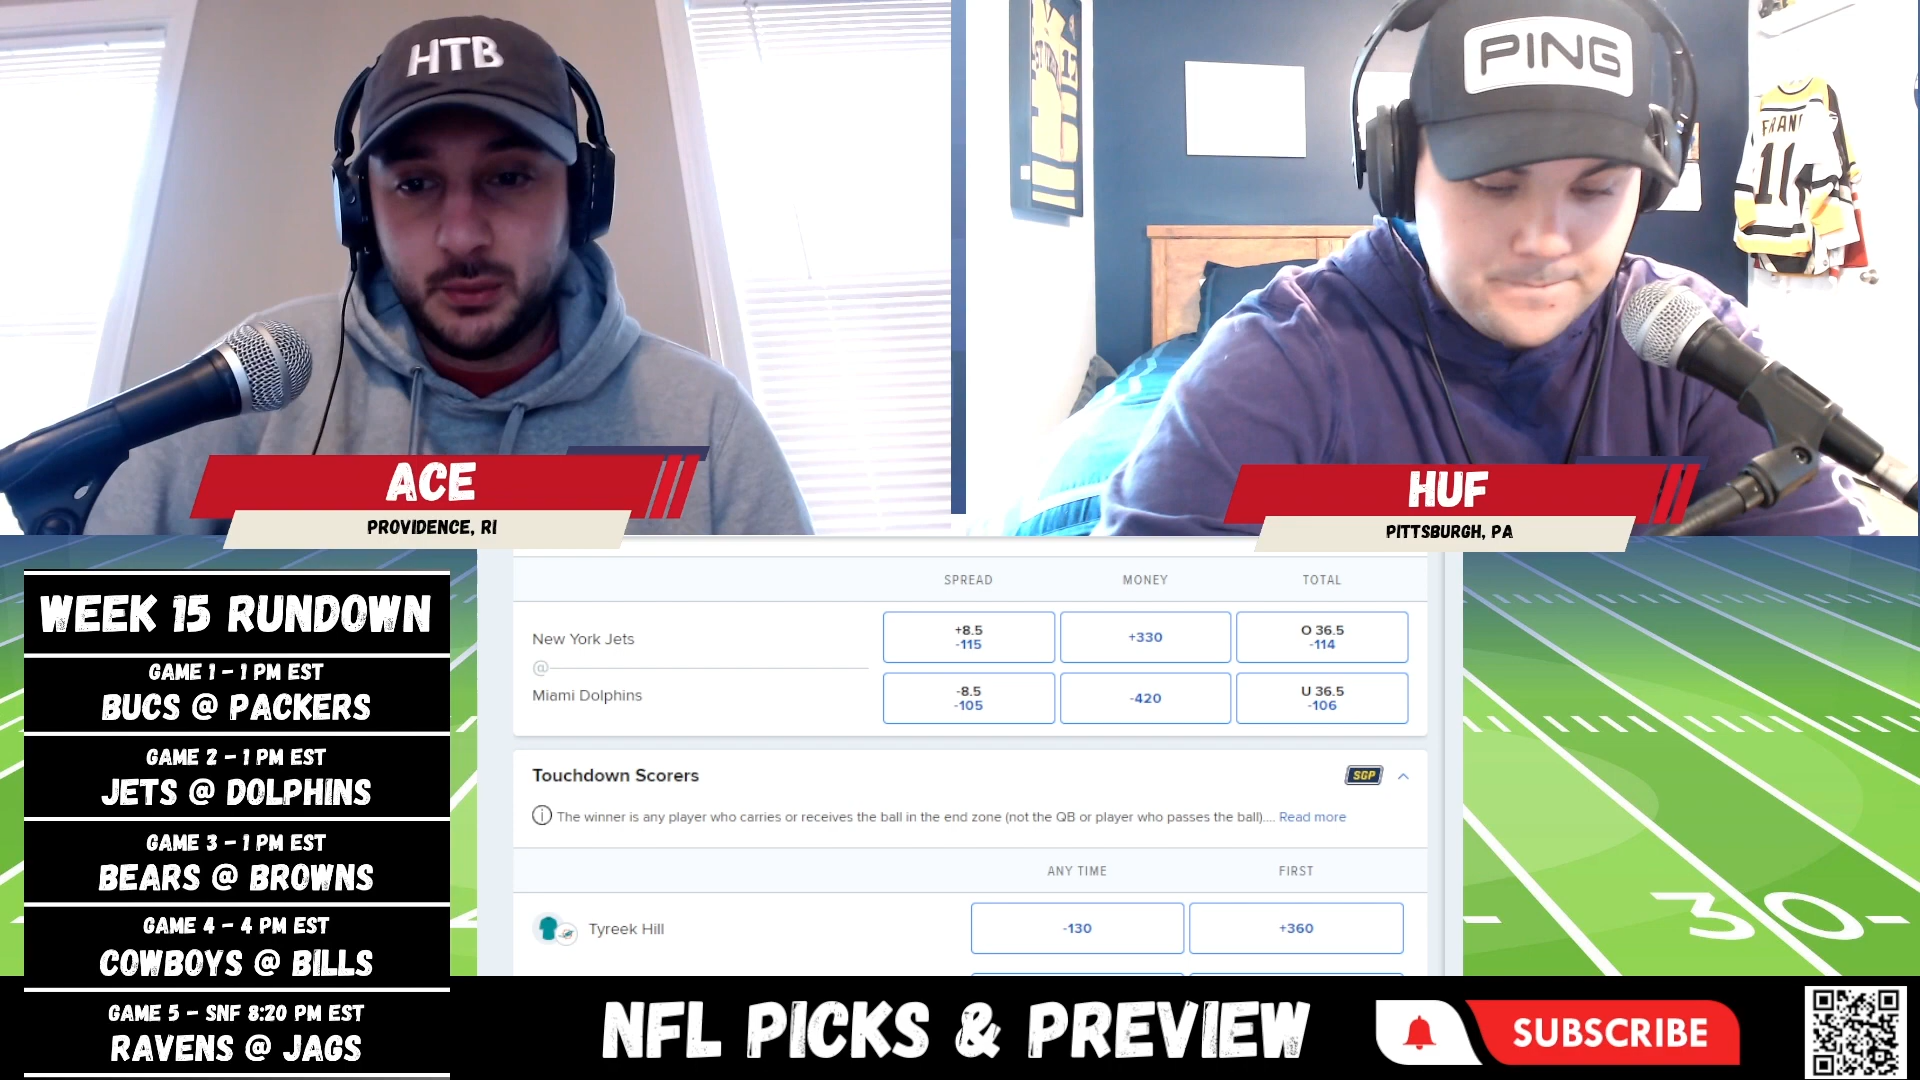 HTB
PING
17
FRAN
11
ACE
PROVIDENCE, RI
HUF
PITTSBURGH, PA
WEEK 15 RUNDOWN
GAME 1 - 1 PM EST
BUCS @ PACKERS
GAME 2 - 1 PM EST
JETS @ DOLPHINS
GAME 3 - 1 PM EST
BEARS @ BROWNS
GAME 4 - 4 PM EST
COWBOYS @ BILLS
GAME 5 - SNF 8:20 PM EST
RAVENS @ JAGS
SPREAD MONEY TOTAL
New York Jets
+8.5
-115
+330
O 36.5
-114
@
Miami Dolphins
-8.5
-105
-420
U 36.5
-106
Touchdown Scorers
SGP
The winner is any player who carries or receives the ball in the end zone (not the QB or player who passes the ball).... Read more
ANY TIME FIRST
Tyreek Hill -130 +360
30
NFL PICKS & PREVIEW
SUBSCRIBE